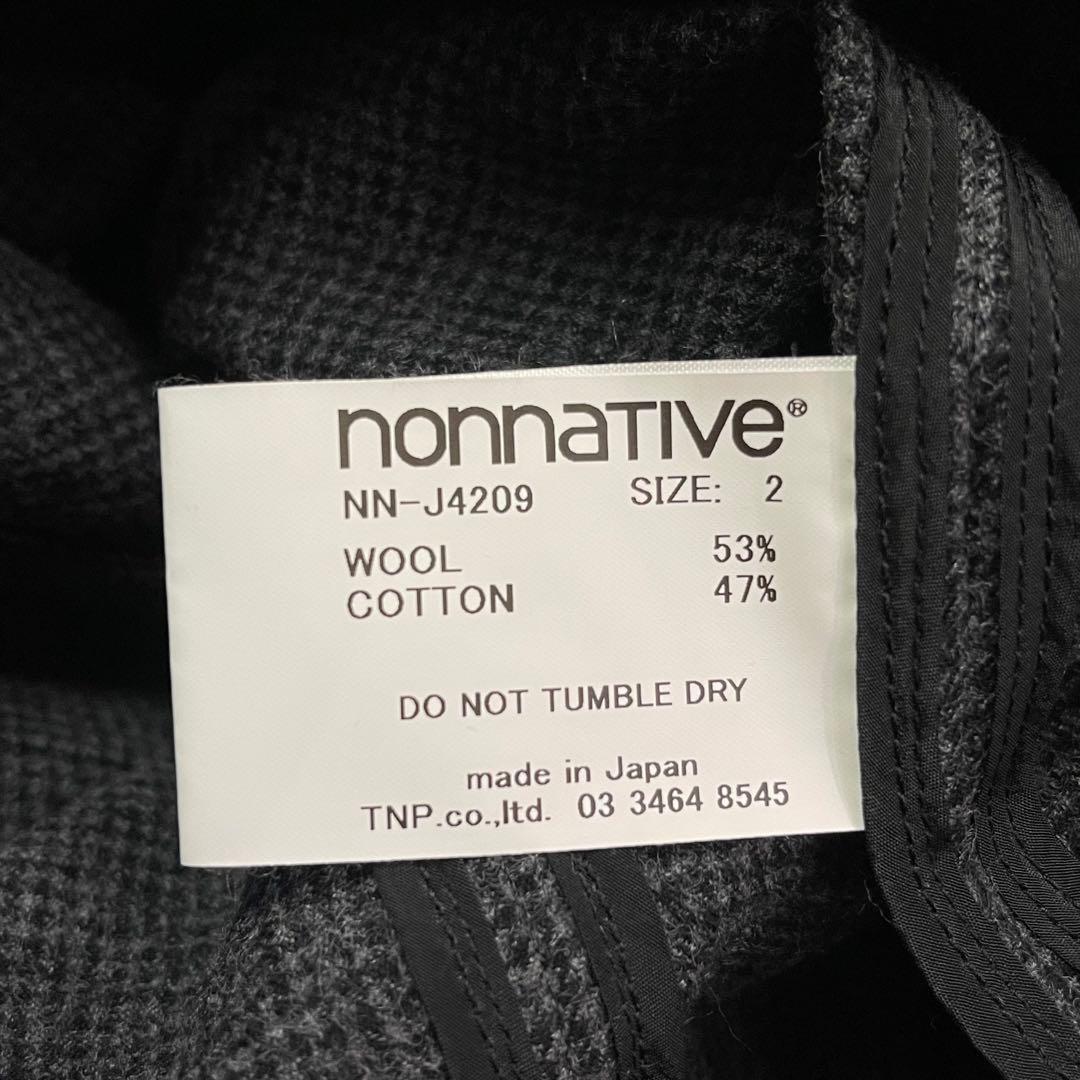 nonnaTIVe®
NN-J4209 SIZE: 2
WOOL 53%
COTTON 47%
DO NOT TUMBLE DRY
made in Japan
TNP.co.,ltd. 03 3464 8545